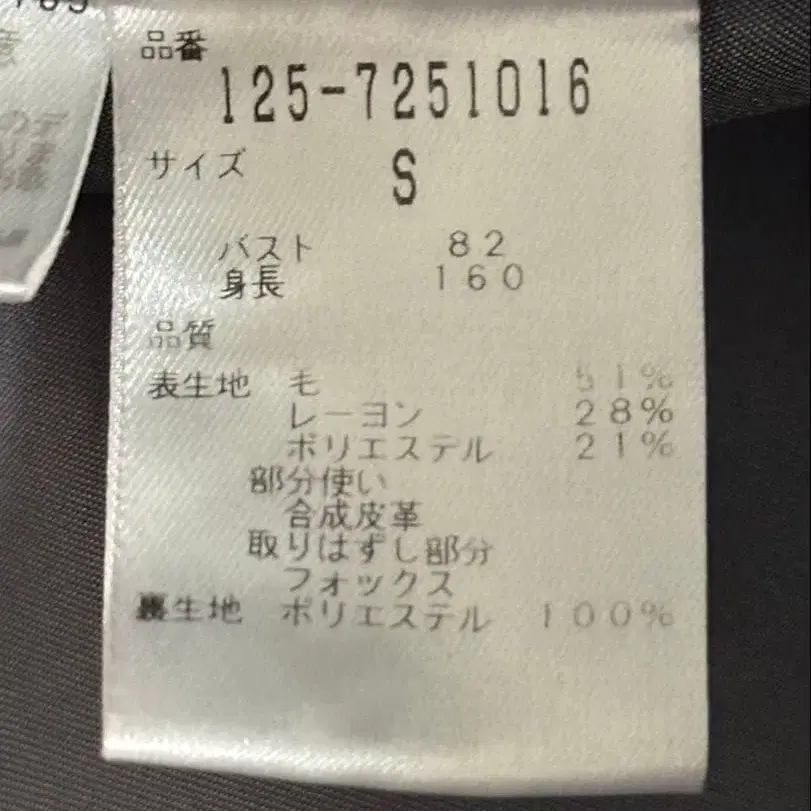 品番
125-7251016
サイズ S
バスト 82
身長 160
品質
表生地 毛 51%
レーヨン 28%
ポリエステル 21%
部分使い
合成皮革
取りはずし部分
フォックス
裏生地 ポリエステル 100%